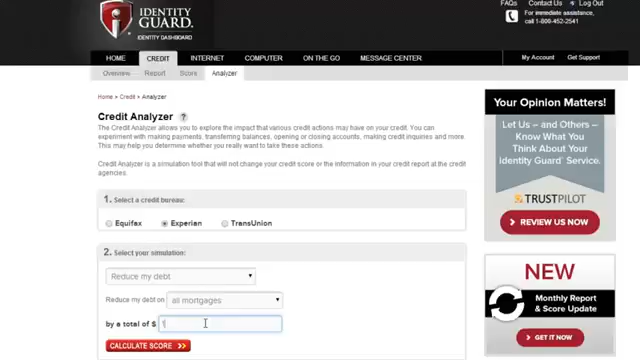 FAQs Contact Us Log Out
For immediate assistance,
call 1-800-452-2541
IDENTITY
GUARD.
IDENTITY DASHBOARD
HOME CREDIT INTERNET COMPUTER ON THE GO MESSAGE CENTER My Account Get Support
Overview Report Score Analyzer
Home > Credit > Analyzer
Credit Analyzer ?
The Credit Analyzer allows you to explore the impact that various credit actions may have on your credit. You can
experiment with making payments, transferring balances, opening or closing accounts, making credit inquiries and more.
This may help you determine whether you really want to take these actions.
Credit Analyzer is a simulation tool that will not change your credit score or the information in your credit report at the credit
agencies.
1. Select a credit bureau:
Equifax Experian TransUnion
2. Select your simulation:
Reduce my debt
Reduce my debt on all mortgages
by a total of $ 1
CALCULATE SCORE >>
Your Opinion Matters!
Let Us – and Others –
Know What You
Think About Your
Identity Guard Service.
TRUSTPILOT
> REVIEW US NOW
NEW
Monthly Report
& Score Update
> GET IT NOW